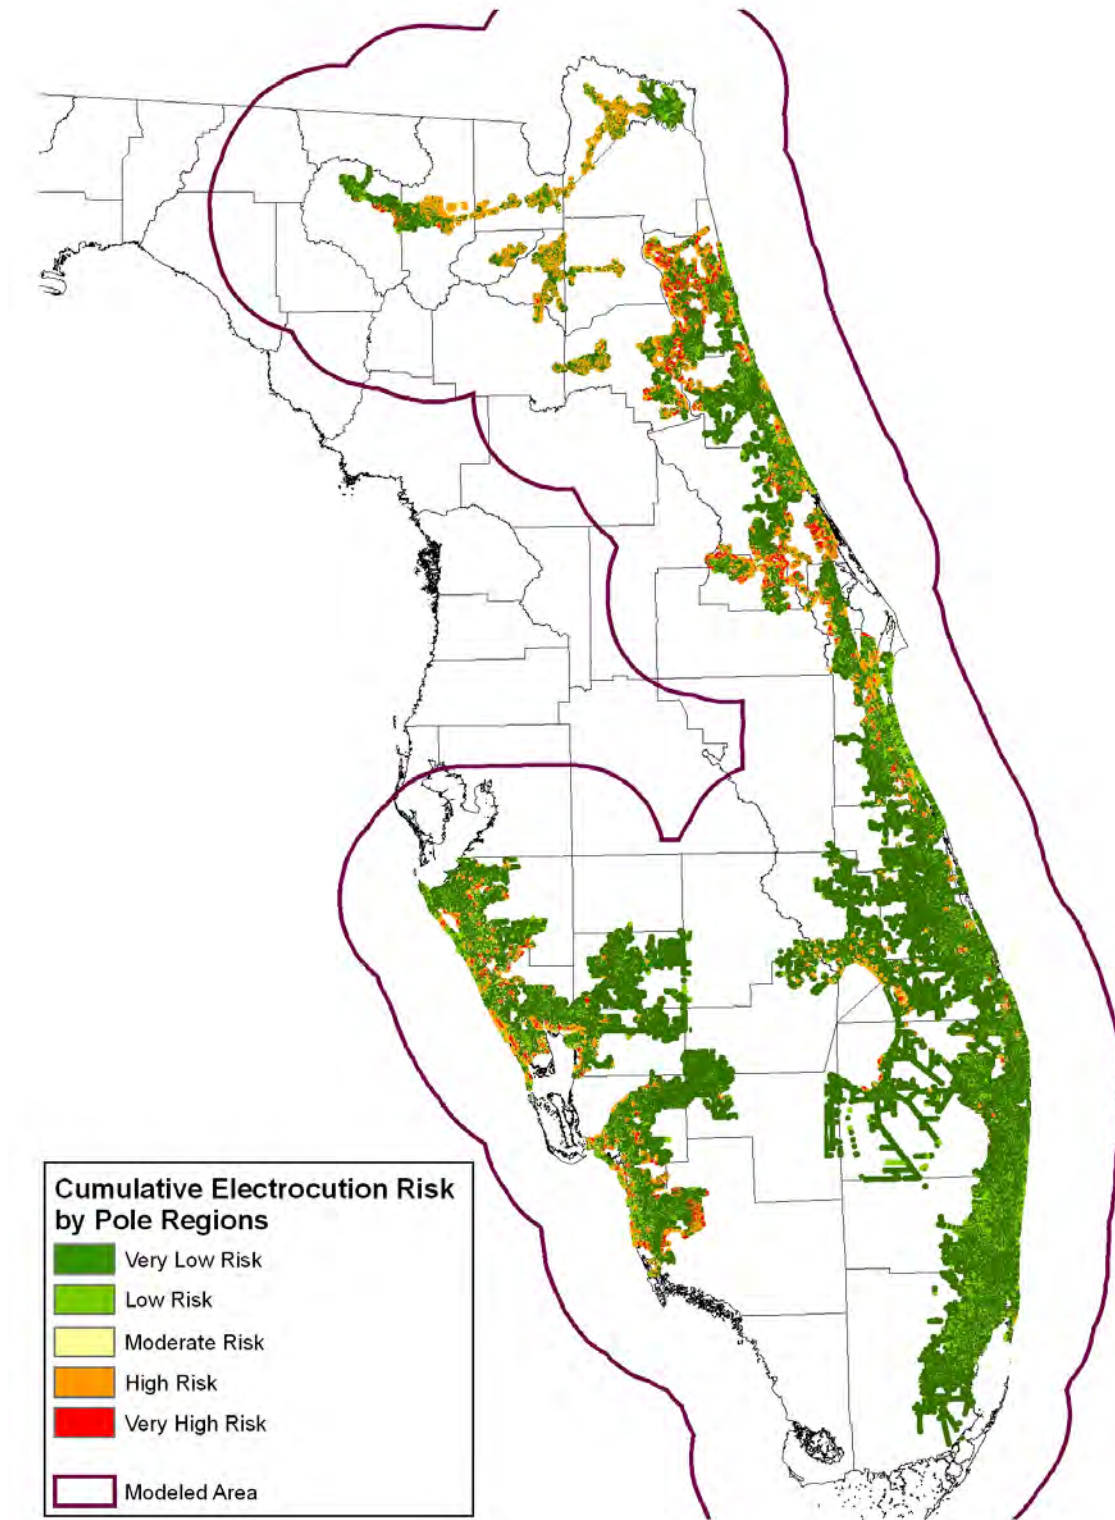 Cumulative Electrocution Risk
by Pole Regions
Very Low Risk
Low Risk
Moderate Risk
High Risk
Very High Risk
Modeled Area